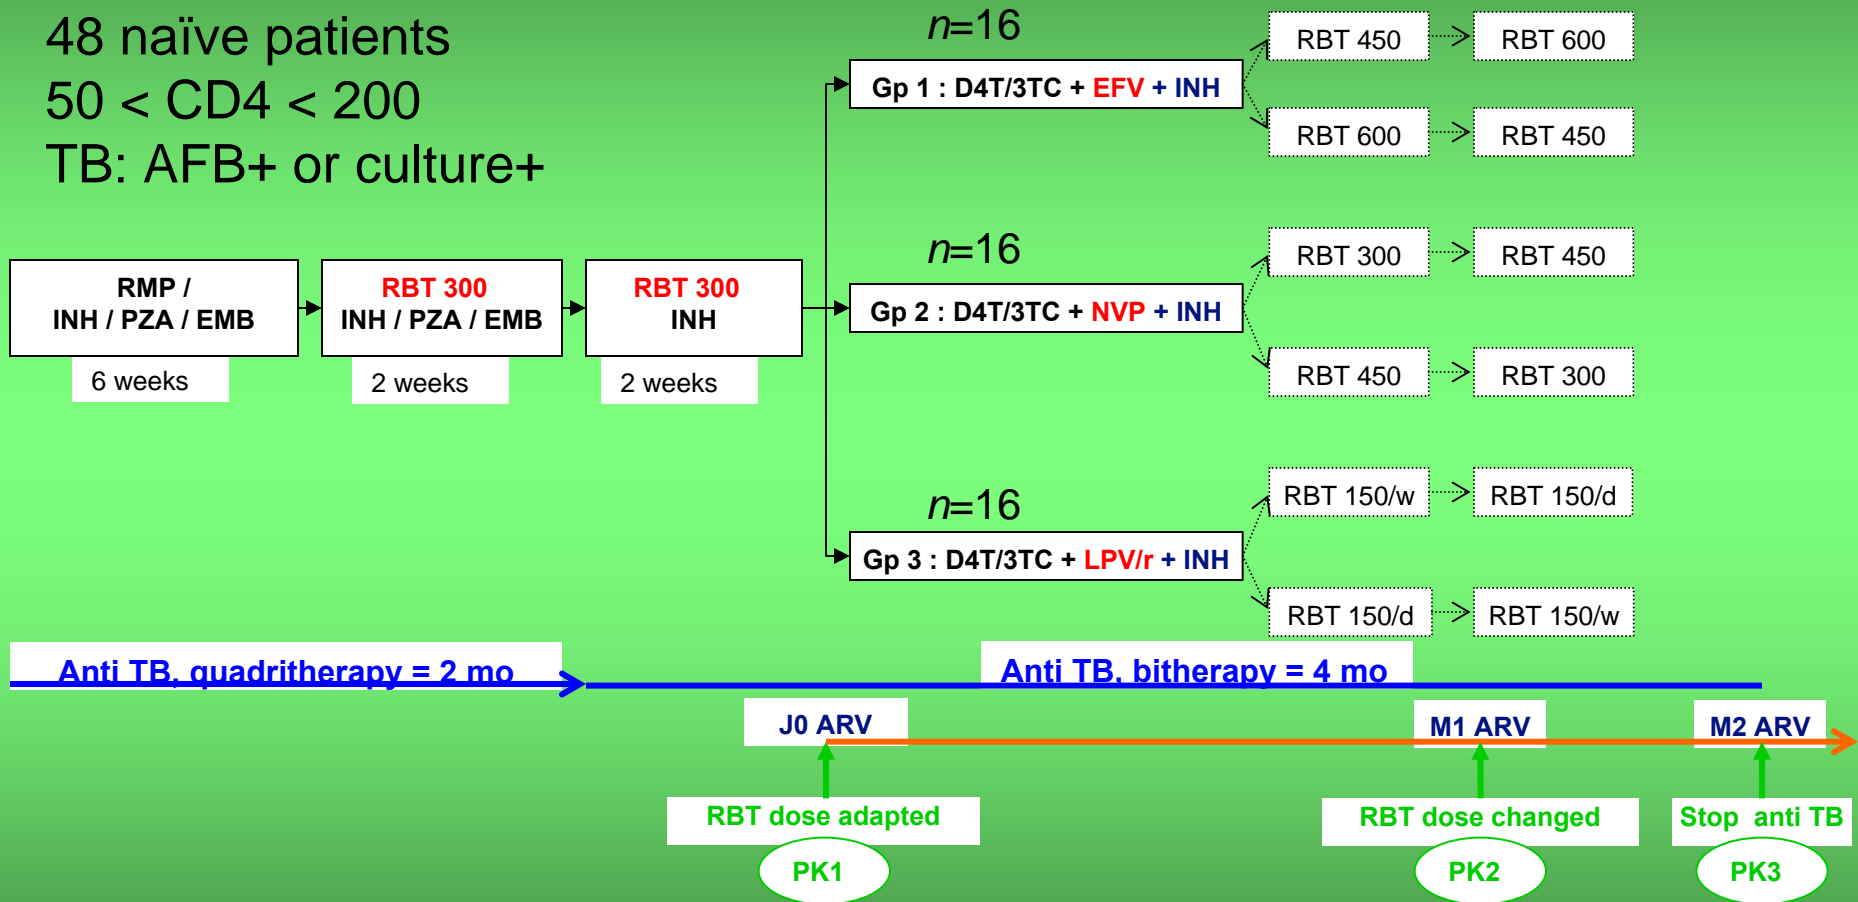 48 naïve patients
50 < CD4 < 200
TB: AFB+ or culture+
RMP /
INH / PZA / EMB
6 weeks
RBT 300
INH / PZA / EMB
2 weeks
RBT 300
INH
2 weeks
n=16
Gp 1 : D4T/3TC + EFV + INH
RBT 450
RBT 600
RBT 600
RBT 450
n=16
Gp 2 : D4T/3TC + NVP + INH
RBT 300
RBT 450
RBT 450
RBT 300
n=16
Gp 3 : D4T/3TC + LPV/r + INH
RBT 150/w
RBT 150/d
RBT 150/d
RBT 150/w
Anti TB, quadritherapy = 2 mo
Anti TB, bitherapy = 4 mo
J0 ARV
M1 ARV
M2 ARV
RBT dose adapted
RBT dose changed
Stop anti TB
PK1
PK2
PK3